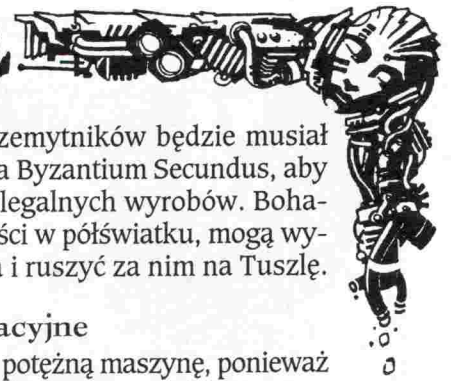 zemytników będzie musiał
a Byzantium Secundus, aby
legalnych wyrobów. Boha-
ści w półświatku, mogą wy-
i ruszyć za nim na Tuszlę.
acyjne
potężną maszynę, ponieważ